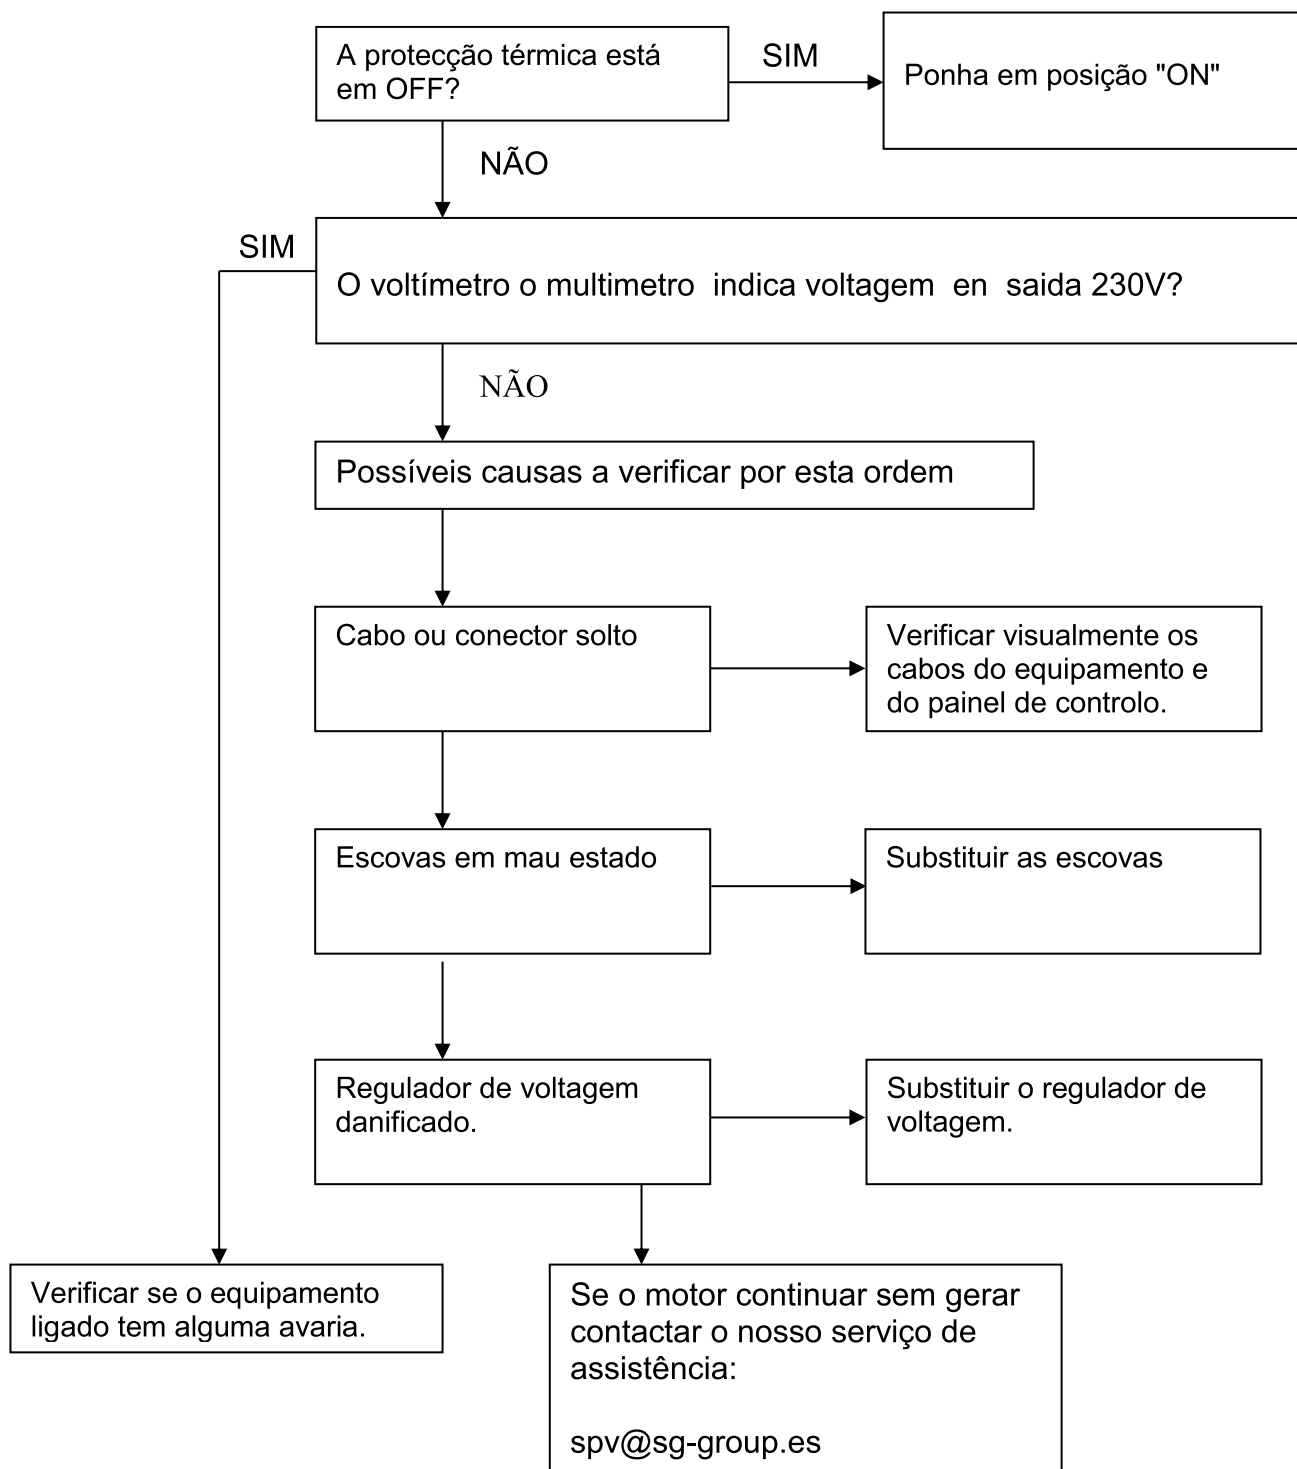 A protecção térmica está
em OFF?
SIM
Ponha em posição "ON"
NÃO
SIM
O voltímetro o multimetro  indica voltagem  en  saida 230V?
NÃO
Possíveis causas a verificar por esta ordem
Cabo ou conector solto
Verificar visualmente os
cabos do equipamento e
do painel de controlo.
Escovas em mau estado
Substituir as escovas
Regulador de voltagem
danificado.
Substituir o regulador de
voltagem.
Verificar se o equipamento
ligado tem alguma avaria.
Se o motor continuar sem gerar
contactar o nosso serviço de
assistência:
spv@sg-group.es